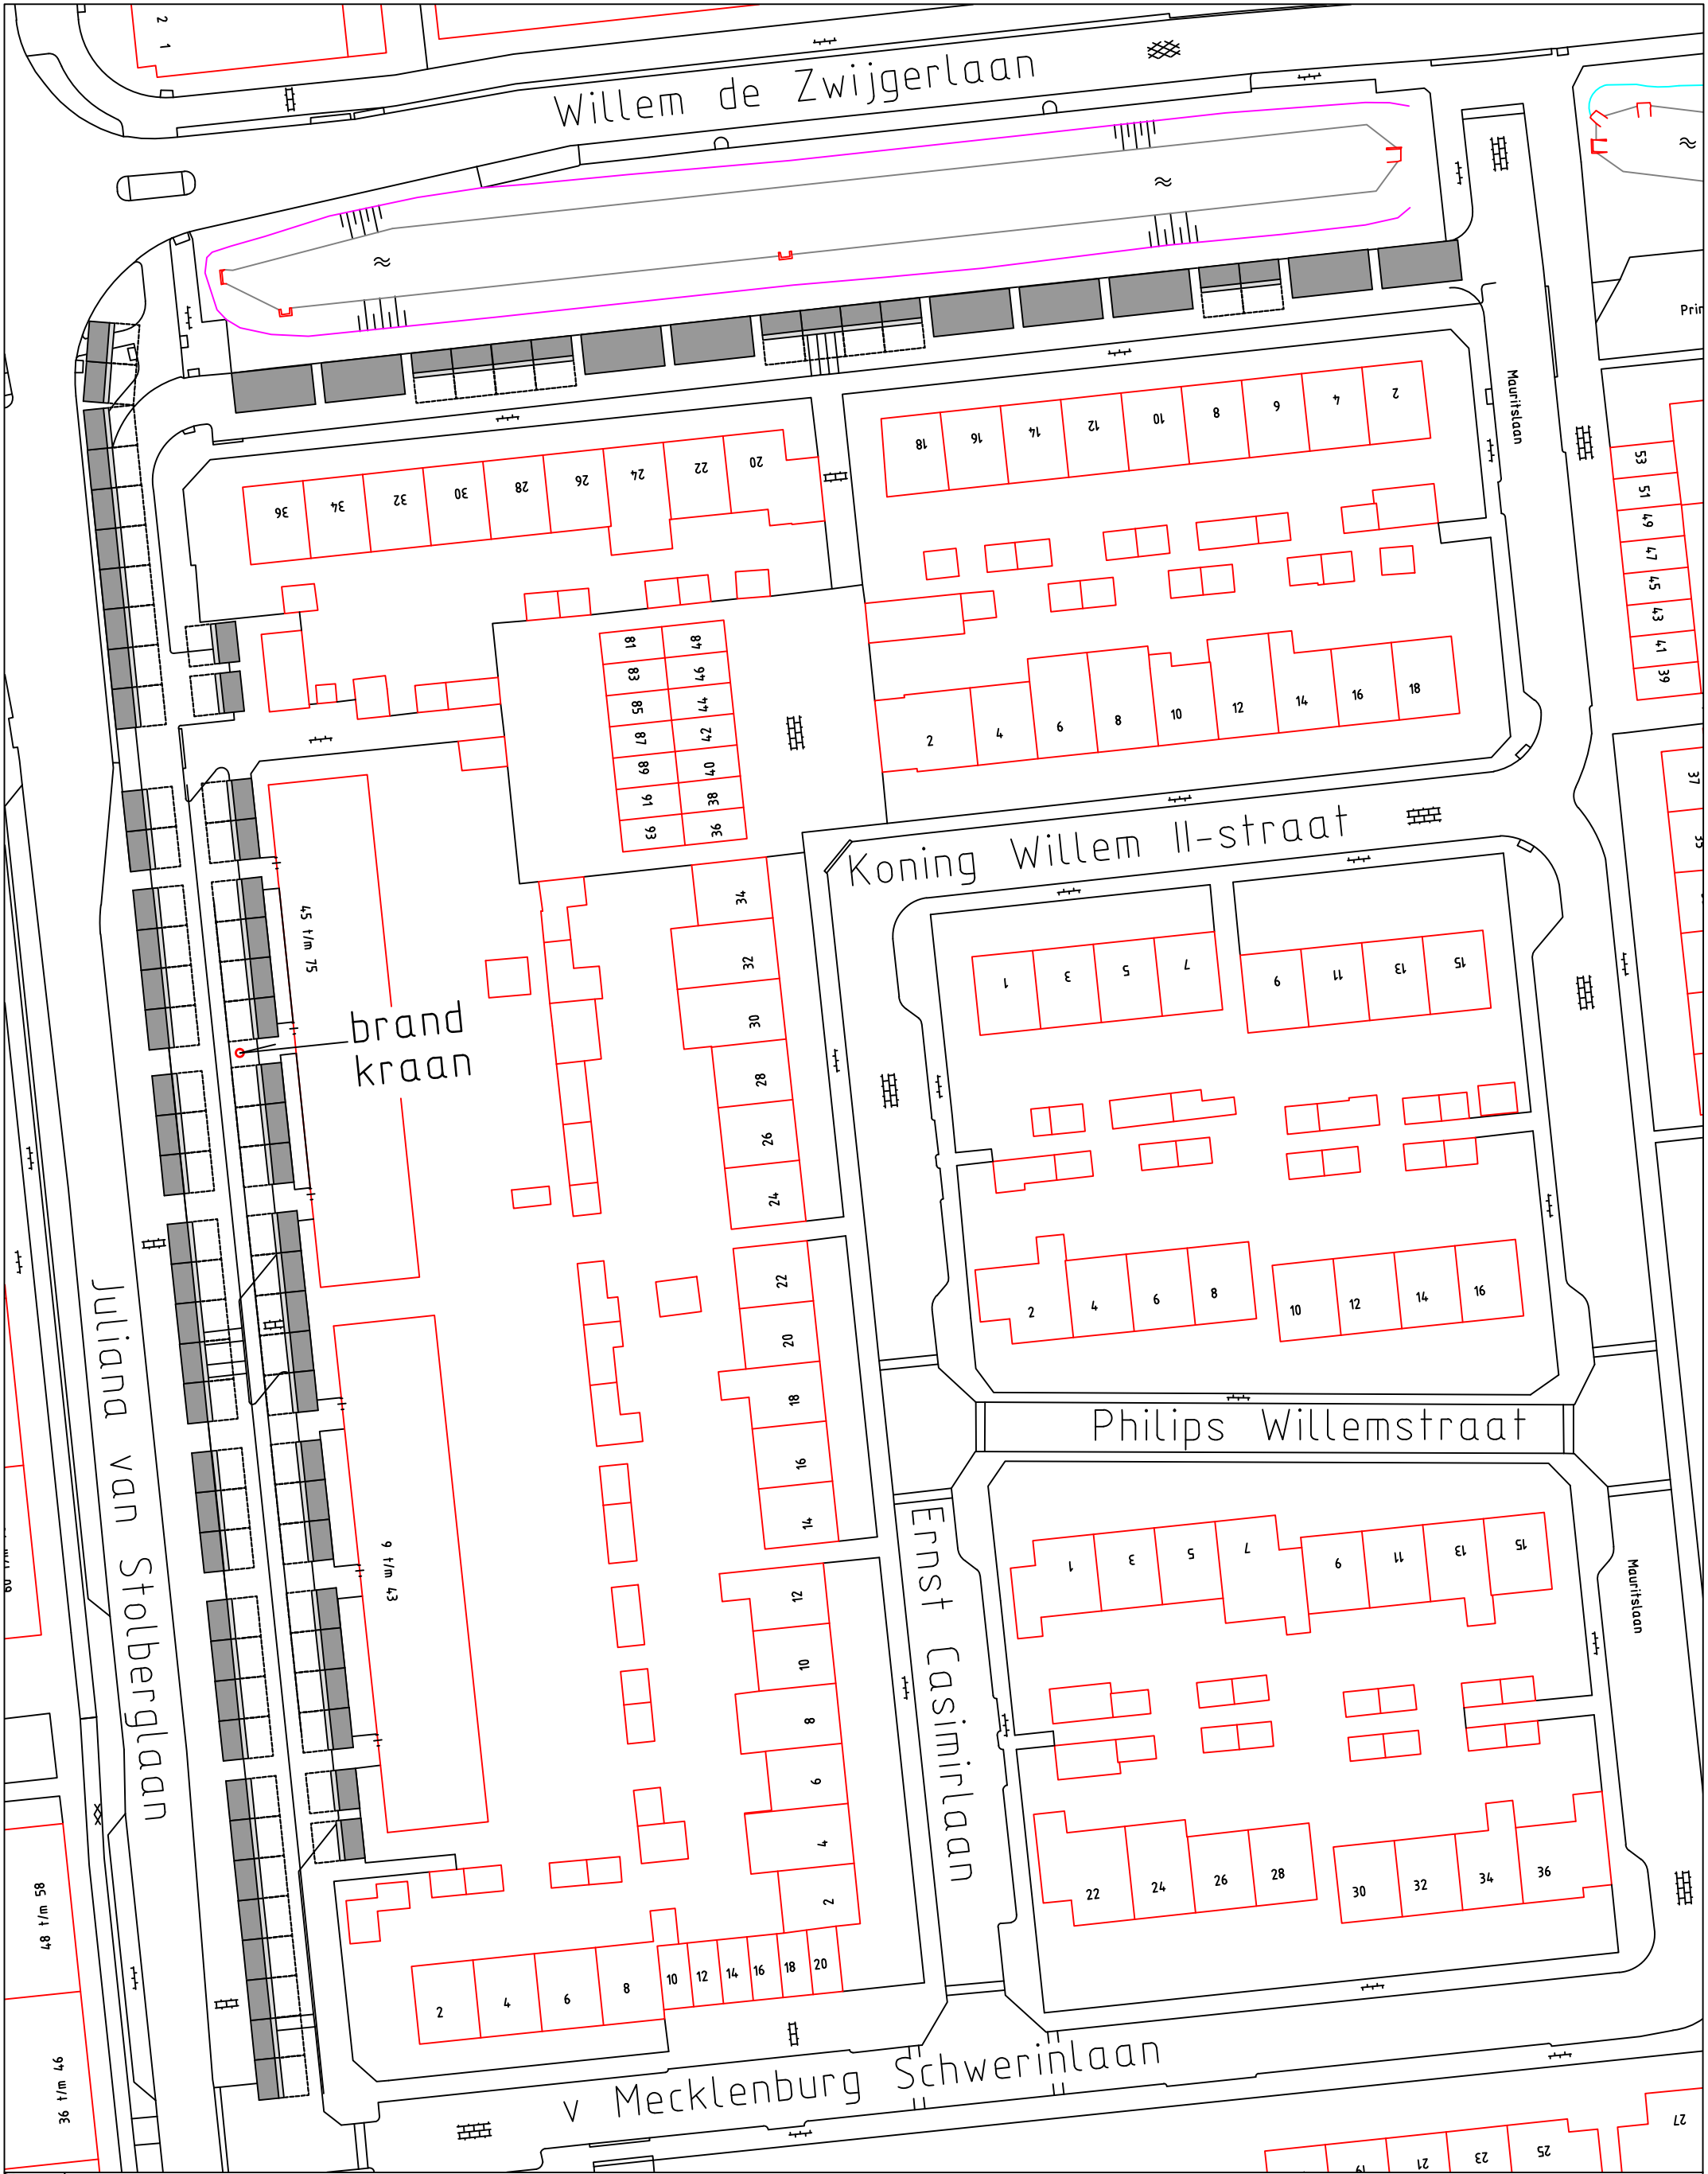 2
1
Willem de Zwijgerlaan
Prir
Mauritslaan
18 16 14 12 10 8 6 4 2
36 34 32 30 28 26 24 22 20
53
51
49
47
45
43
41
39
37
81 48
83 46
85 44
87 42
89 40
91 38
93 36
2 4 6 8 10 12 14 16 18
Koning Willem II-straat
45 t/m 75
brand
kraan
34
32
30
28
26
24
22
20
18
16
14
12
10
8
6
4
2
1 3 5 7 9 11 13 15
2 4 6 8 10 12 14 16
Philips Willemstraat
Juliana van Stolberglaan
9 t/m 43
Ernst Casimirlaan
1 3 5 7 9 11 13 15
Mauritslaan
22 24 26 28 30 32 34 36
48 t/m 58
36 t/m 46
2 4 6 8 10 12 14 16 18 20
v Mecklenburg Schwerinlaan
19 21 23 25 27